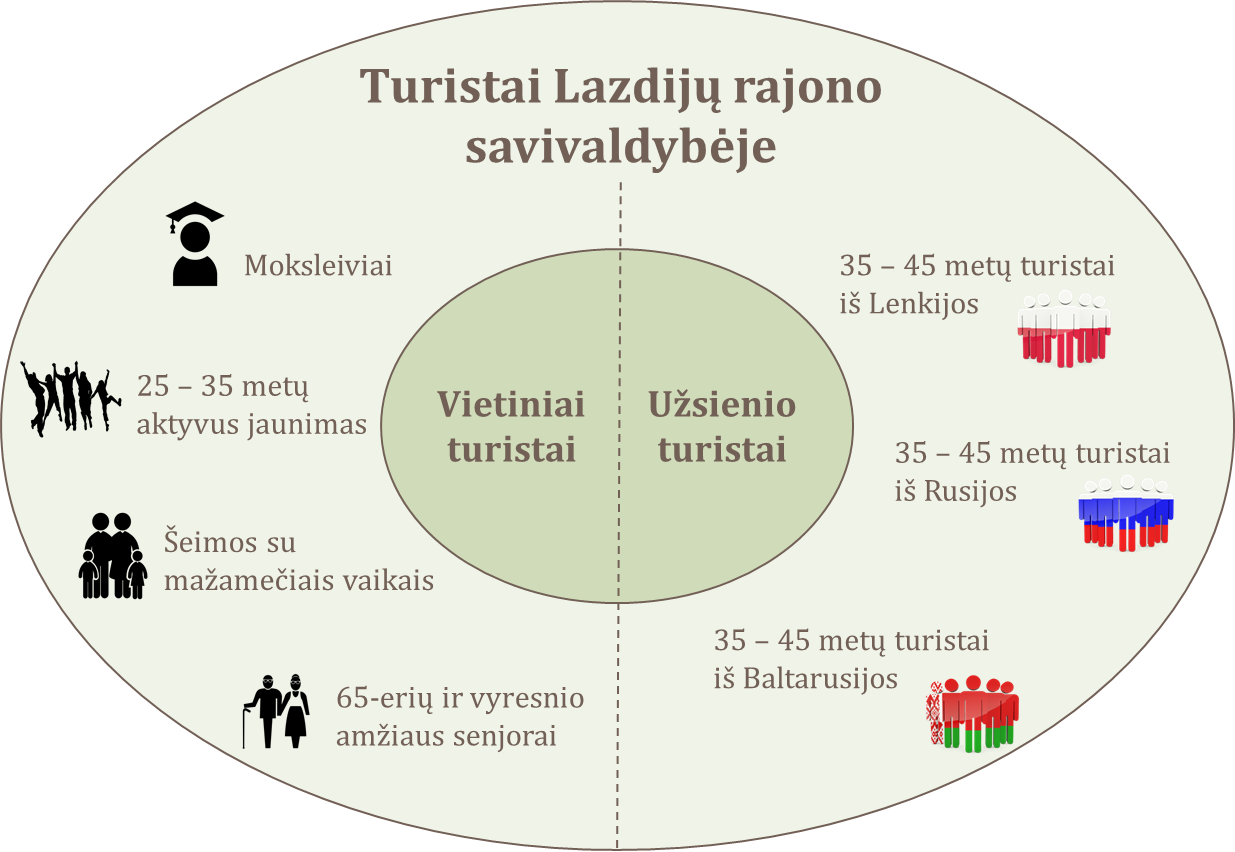 Turistai Lazdijų rajono
savivaldybėje
Moksleiviai
25 – 35 metų
aktyvus jaunimas
Šeimos su
mažamečiais vaikais
65-erių ir vyresnio
amžiaus senjorai
Vietiniai
turistai
Užsienio
turistai
35 – 45 metų turistai
iš Lenkijos
35 – 45 metų turistai
iš Rusijos
35 – 45 metų turistai
iš Baltarusijos